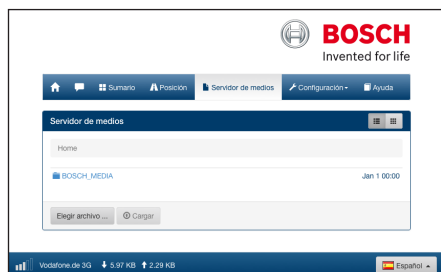 BOSCH
Invented for life
Sumario Posición Servidor de medios Configuración Ayuda
Servidor de medios
Home
BOSCH_MEDIA Jan 1 00:00
Elegir archivo ... Cargar
Vodafone.de 3G 5.97 KB 2.29 KB Español